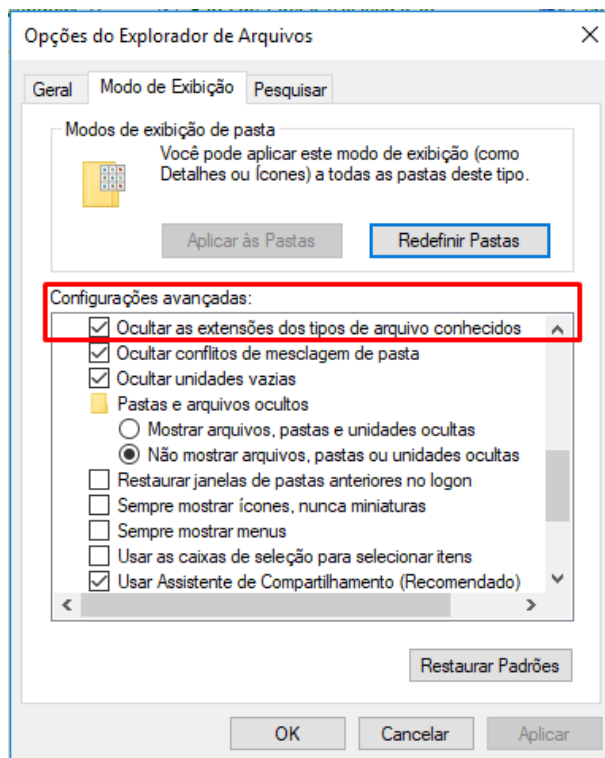 Opções do Explorador de Arquivos
Geral Modo de Exibição Pesquisar
Modos de exibição de pasta
Você pode aplicar este modo de exibição (como
Detalhes ou Ícones) a todas as pastas deste tipo.
Aplicar às Pastas Redefinir Pastas
Configurações avançadas:
Ocultar as extensões dos tipos de arquivo conhecidos
Ocultar conflitos de mesclagem de pasta
Ocultar unidades vazias
Pastas e arquivos ocultos
Mostrar arquivos, pastas e unidades ocultas
Não mostrar arquivos, pastas ou unidades ocultas
Restaurar janelas de pastas anteriores no logon
Sempre mostrar ícones, nunca miniaturas
Sempre mostrar menus
Usar as caixas de seleção para selecionar itens
Usar Assistente de Compartilhamento (Recomendado)
Restaurar Padrões
OK Cancelar Aplicar